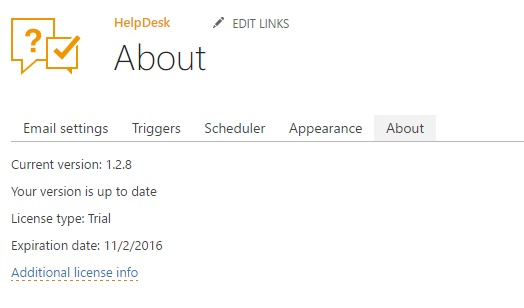 HelpDesk
EDIT LINKS
About
Email settings
Triggers
Scheduler
Appearance
About
Current version: 1.2.8
Your version is up to date
License type: Trial
Expiration date: 11/2/2016
Additional license info